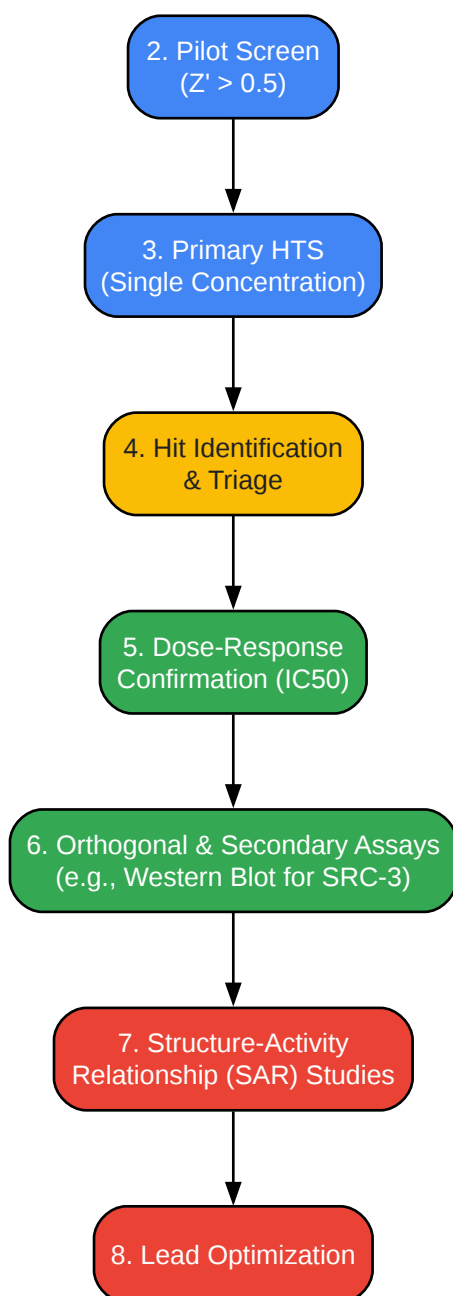 2. Pilot Screen
(Z' > 0.5)
3. Primary HTS
(Single Concentration)
4. Hit Identification
& Triage
5. Dose-Response
Confirmation (IC50)
6. Orthogonal & Secondary Assays
(e.g., Western Blot for SRC-3)
7. Structure-Activity
Relationship (SAR) Studies
8. Lead Optimization